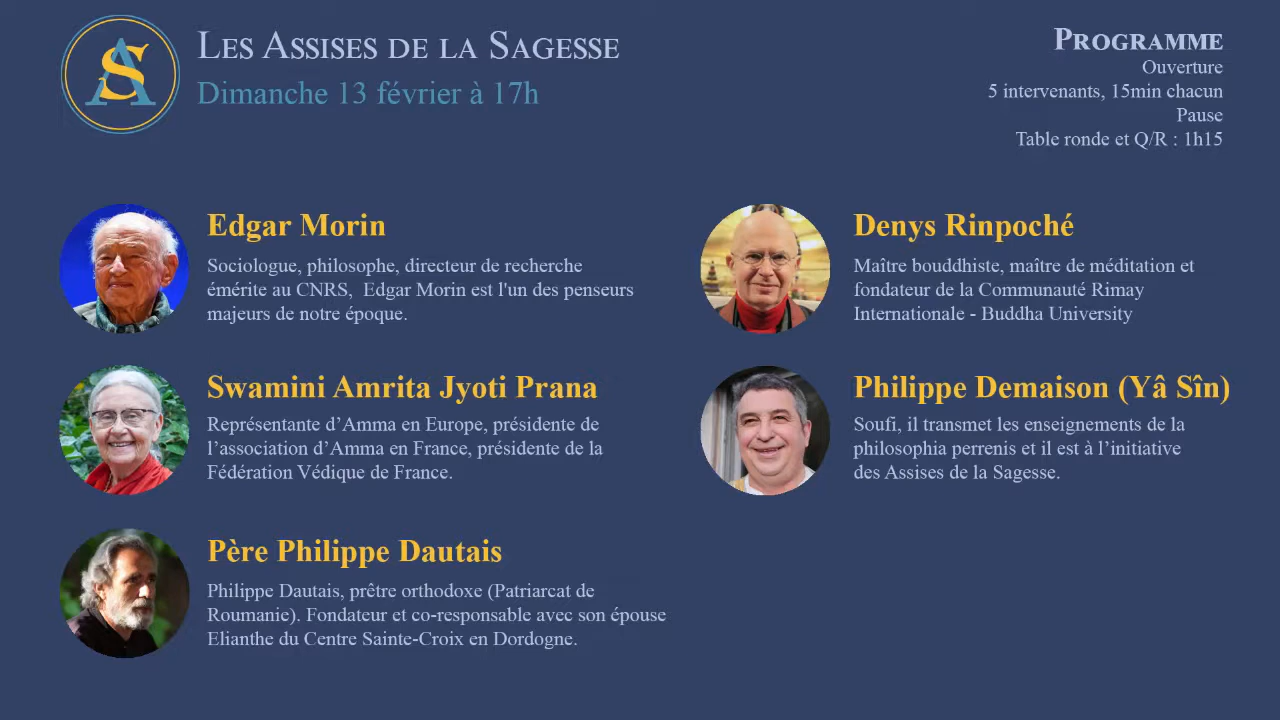 AS
LES ASSISES DE LA SAGESSE
Dimanche 13 février à 17h
PROGRAMME
Ouverture
5 intervenants, 15min chacun
Pause
Table ronde et Q/R : 1h15
Edgar Morin
Sociologue, philosophe, directeur de recherche
émérite au CNRS, Edgar Morin est l'un des penseurs
majeurs de notre époque.
Denys Rinpoché
Maître bouddhiste, maître de méditation et
fondateur de la Communauté Rimay
Internationale - Buddha University
Swamini Amrita Jyoti Prana
Représentante d’Amma en Europe, présidente de
l’association d’Amma en France, présidente de la
Fédération Védique de France.
Philippe Demaison (Yâ Sîn)
Soufi, il transmet les enseignements de la
philosophia perrenis et il est à l’initiative
des Assises de la Sagesse.
Père Philippe Dautais
Philippe Dautais, prêtre orthodoxe (Patriarcat de
Roumanie). Fondateur et co-responsable avec son épouse
Elianthe du Centre Sainte-Croix en Dordogne.